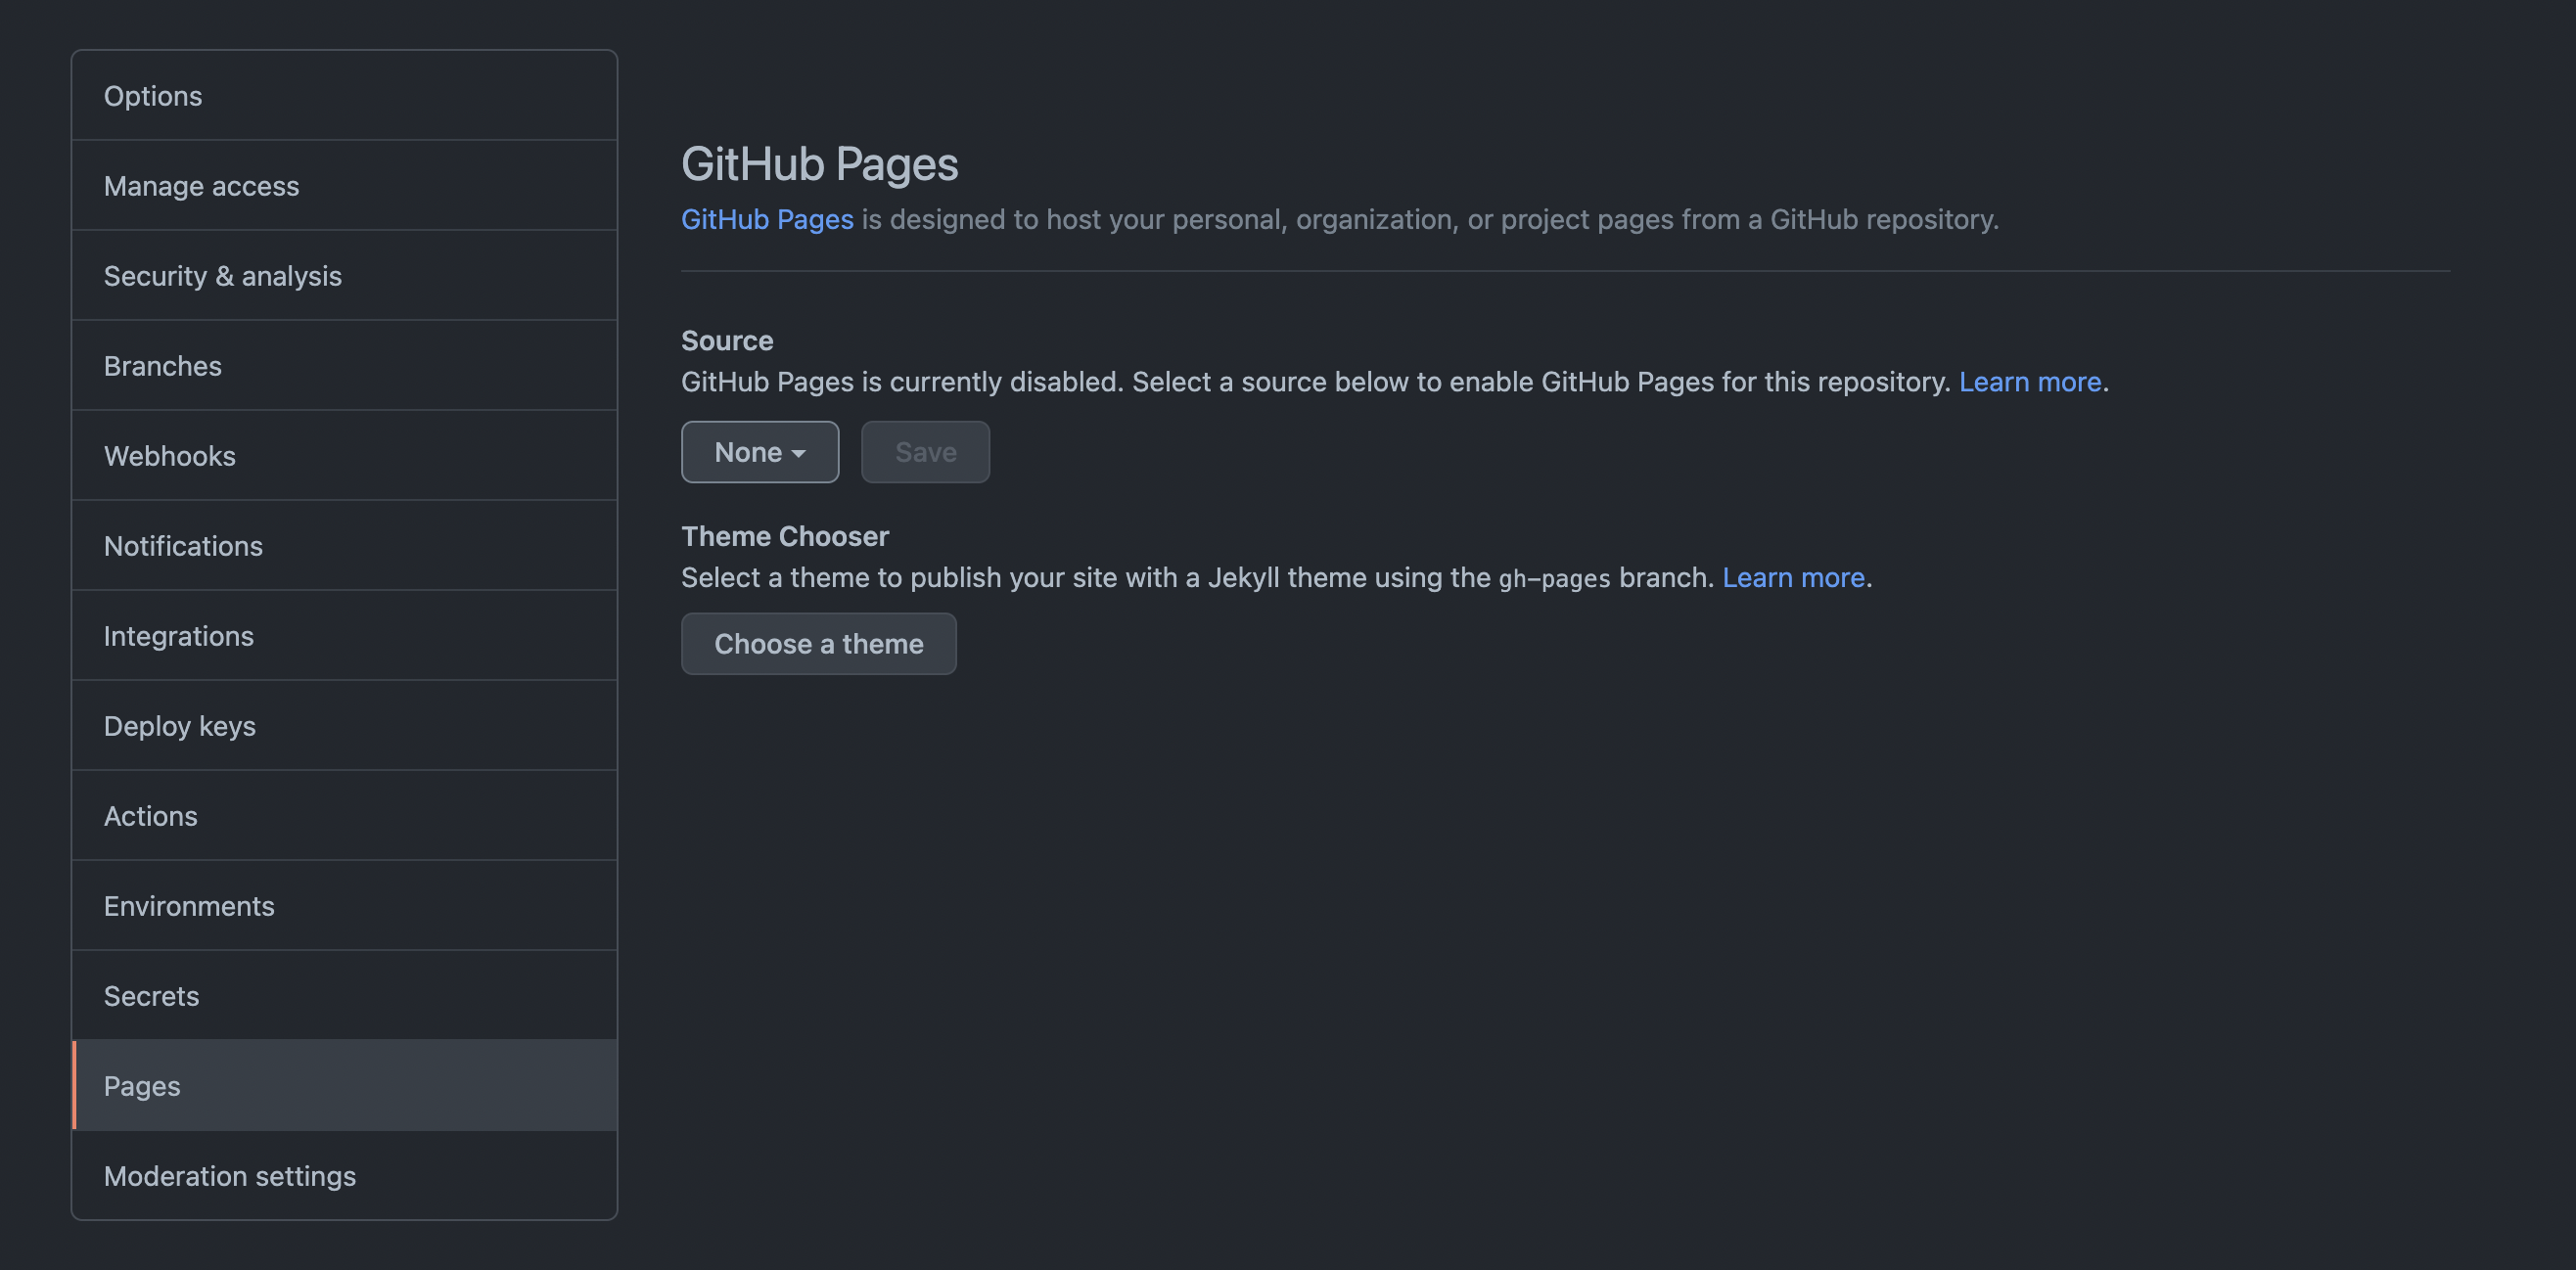 Options
Manage access
Security & analysis
Branches
Webhooks
Notifications
Integrations
Deploy keys
Actions
Environments
Secrets
Pages
Moderation settings
GitHub Pages
GitHub Pages is designed to host your personal, organization, or project pages from a GitHub repository.
Source
GitHub Pages is currently disabled. Select a source below to enable GitHub Pages for this repository. Learn more.
None Save
Theme Chooser
Select a theme to publish your site with a Jekyll theme using the gh-pages branch. Learn more.
Choose a theme